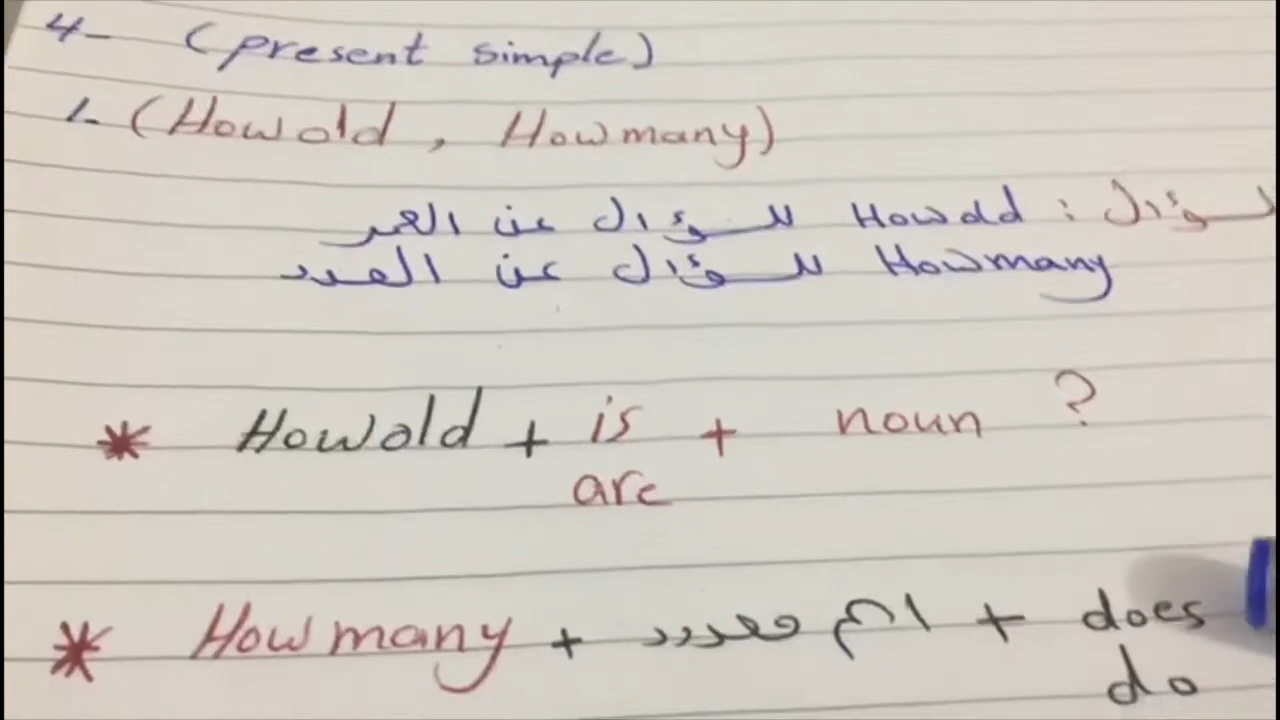 4- (present simple)
1. (How old, How many)
لسؤال : How old للسؤال عن العمر
How many للسؤال عن العدد
* How old + is + noun ?
are
* How many + اسم معدود + does
do